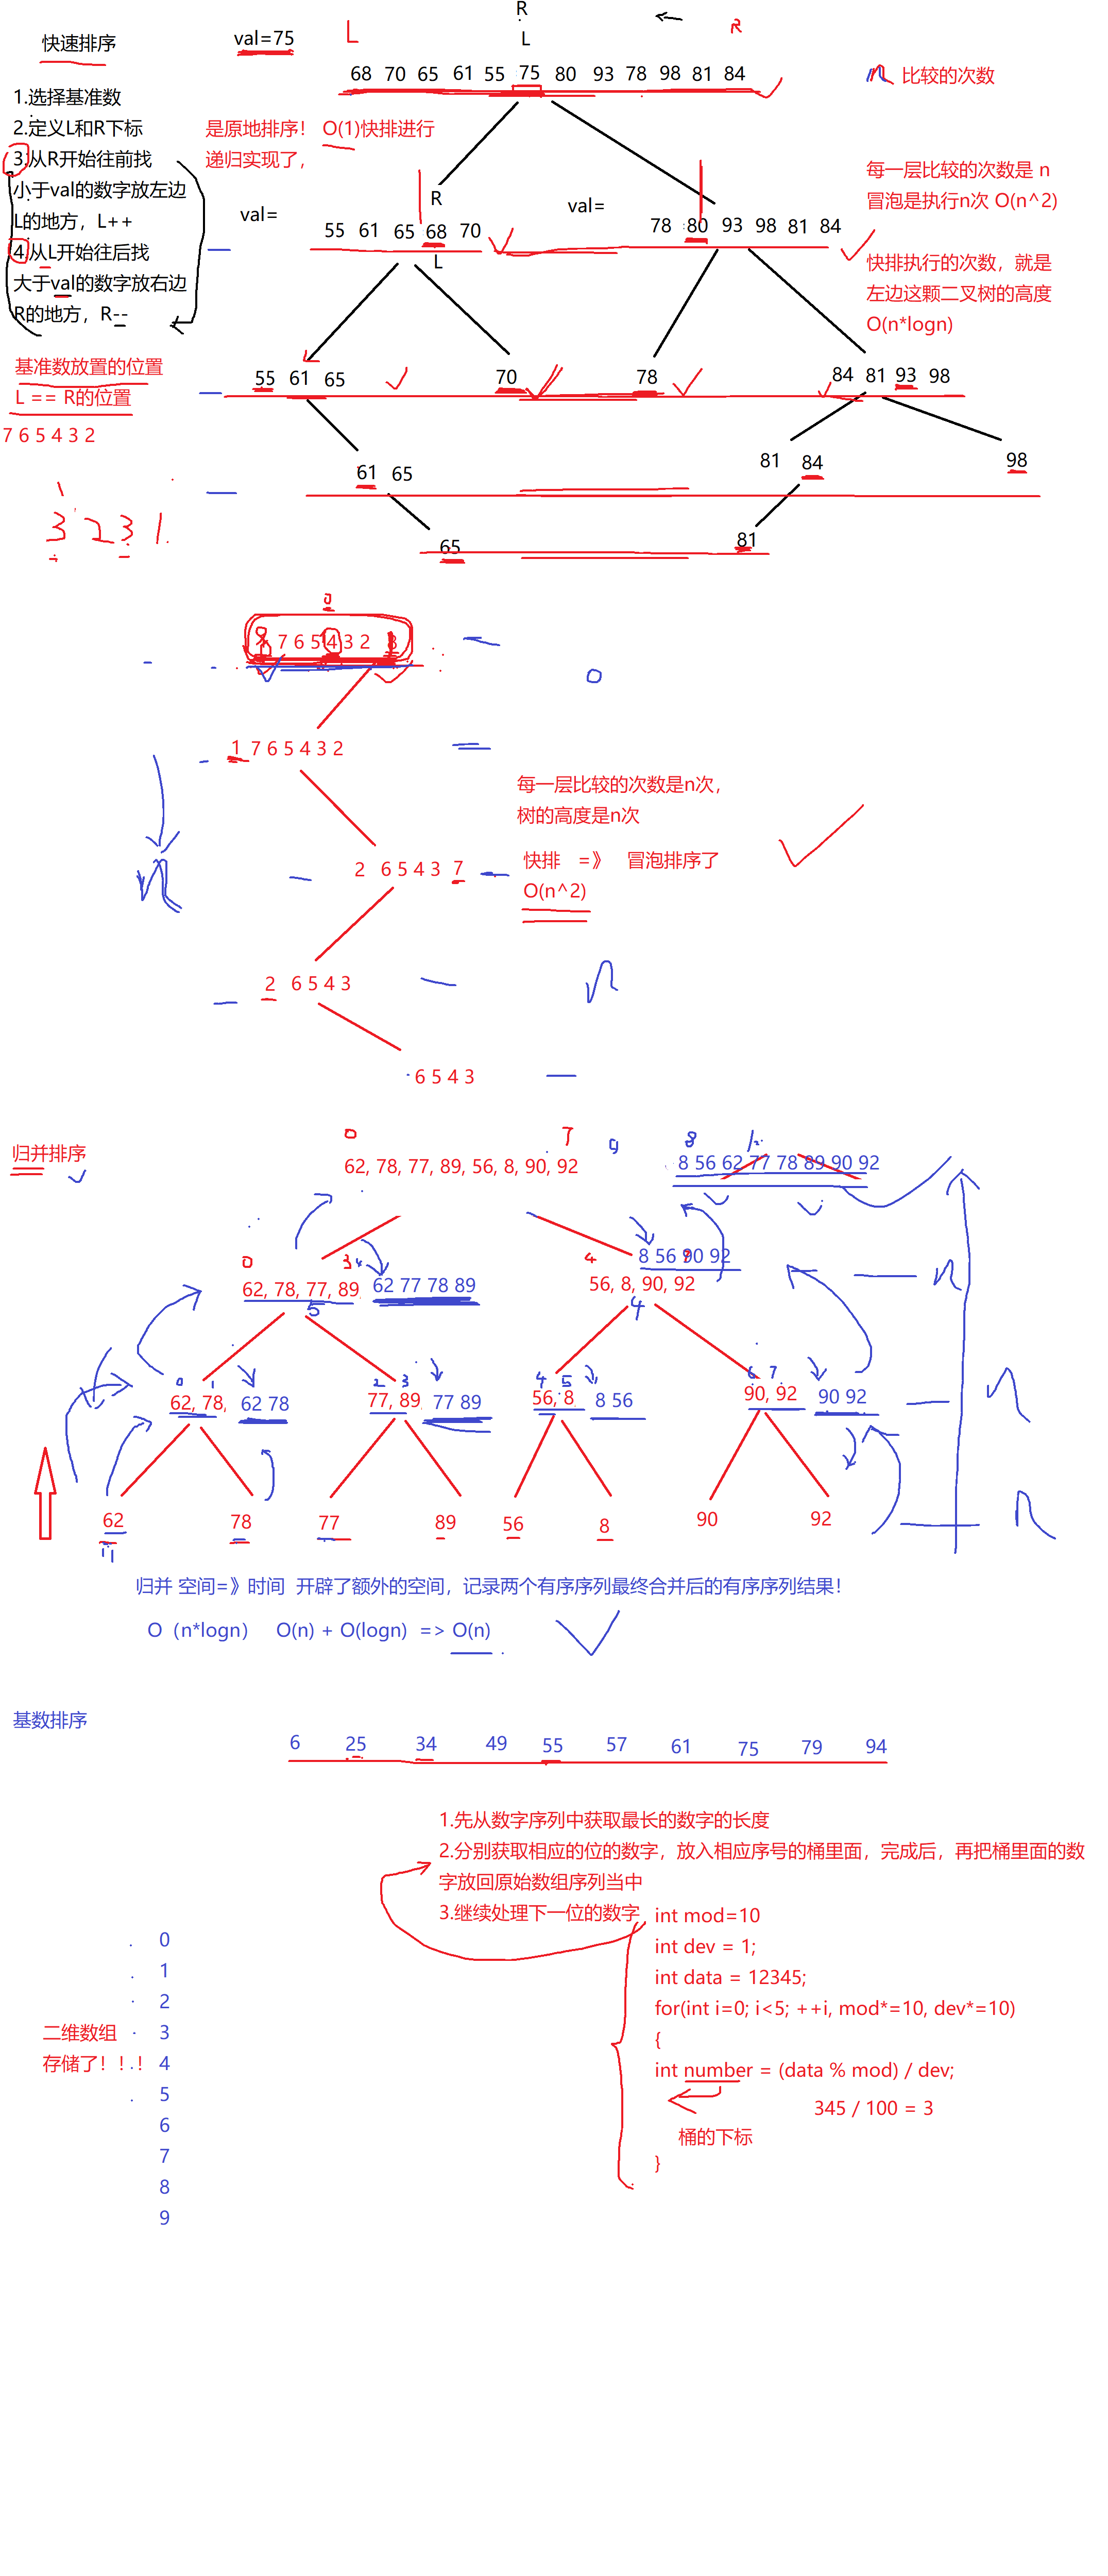 R
L
R
L
快速排序
val=75
68 70 65 61 55 75 80 93 78 98 81 84
n 比较的次数
1.选择基准数
2.定义L和R下标
3.从R开始往前找
小于val的数字放左边
L的地方，L++
4.从L开始往后找
大于val的数字放右边
R的地方，R--
是原地排序！ O(1)快排进行
递归实现了，
每一层比较的次数是 n
冒泡是执行n次 O(n^2)
快排执行的次数，就是
左边这颗二叉树的高度
O(n*logn)
val=
R
55 61 65 68 70
L
val=
78 80 93 98 81 84
基准数放置的位置
L == R的位置
7 6 5 4 3 2
55 61 65
70
78
84 81 93 98
61 65
81 84
98
3 2 3 1
65
81
7 6 5 4 3 2
0
1 7 6 5 4 3 2
每一层比较的次数是n次，
树的高度是n次
快排 =》 冒泡排序了
O(n^2)
n
2 6 5 4 3 7
2 6 5 4 3
n
6 5 4 3
归并排序
0
7
9
8
62, 78, 77, 89, 56, 8, 90, 92
8 56 62 77 78 89 90 92
0
3
4
62, 78, 77, 89
62 77 78 89
5
4
8 56 90 92
56, 8, 90, 92
4
n
0 1
62, 78,
62 78
2 3
77, 89
77 89
4 5
56, 8
8 56
6 7
90, 92
90 92
n
62
78
77
89
56
8
90
92
n
归并 空间=》时间 开辟了额外的空间，记录两个有序序列最终合并后的有序序列结果！
O（n*logn） O(n) + O(logn) => O(n)
基数排序
6 25 34 49 55 57 61 75 79 94
1.先从数字序列中获取最长的数字的长度
2.分别获取相应的位的数字，放入相应序号的桶里面，完成后，再把桶里面的数
字放回原始数组序列当中
3.继续处理下一位的数字
int mod=10
int dev = 1;
int data = 12345;
for(int i=0; i<5; ++i, mod*=10, dev*=10)
{
int number = (data % mod) / dev;
345 / 100 = 3
桶的下标
}
二维数组
存储了！！！
0
1
2
3
4
5
6
7
8
9